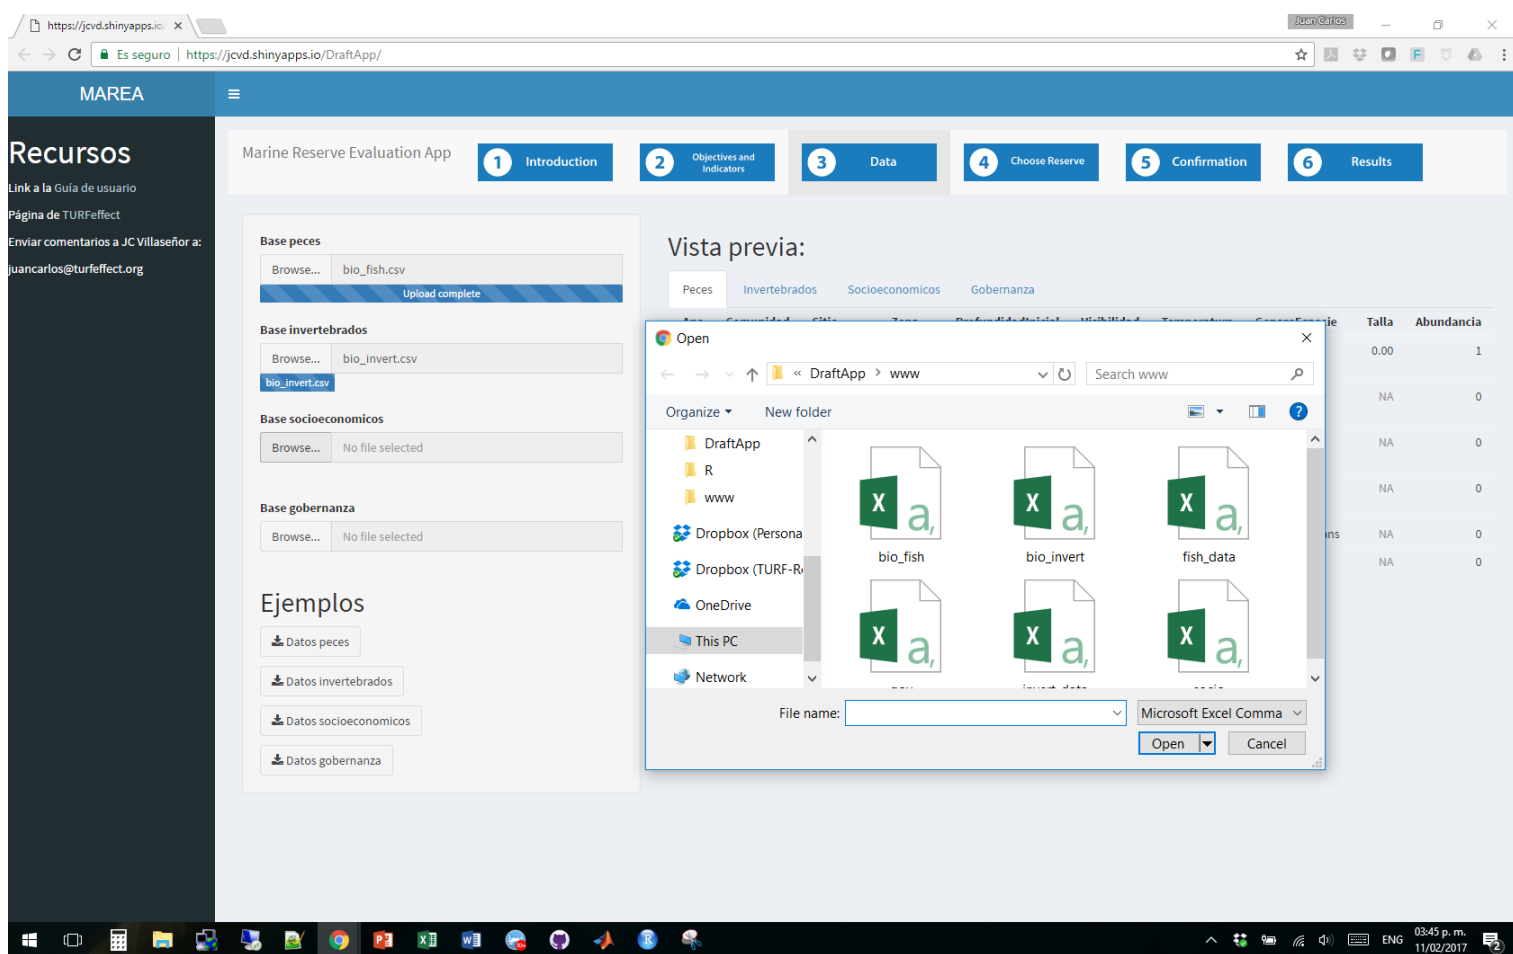 https://jcvd.shinyapps.io/
Juan Carlos
Es seguro | https://jcvd.shinyapps.io/DraftApp/
MAREA
Recursos
Link a la Guía de usuario
Página de TURFeffect
Enviar comentarios a JC Villaseñor a:
juancarlos@turfeffect.org
Marine Reserve Evaluation App
1 Introduction
2 Objectives and Indicators
3 Data
4 Choose Reserve
5 Confirmation
6 Results
Base peces
Browse... bio_fish.csv
Upload complete
Base invertebrados
Browse... bio_invert.csv
bio_invert.csv
Base socioeconomicos
Browse... No file selected
Base gobernanza
Browse... No file selected
Ejemplos
Datos peces
Datos invertebrados
Datos socioeconomicos
Datos gobernanza
Vista previa:
Peces Invertebrados Socioeconomicos Gobernanza
Talla Abundancia
0.00 1
NA 0
NA 0
NA 0
ns NA 0
NA 0
Open
« DraftApp > www
Search www
Organize New folder
DraftApp
R
www
Dropbox (Persona
Dropbox (TURF-R
OneDrive
This PC
Network
bio_fish bio_invert fish_data
File name:
Microsoft Excel Comma
Open Cancel
ENG
03:45 p. m.
11/02/2017
2